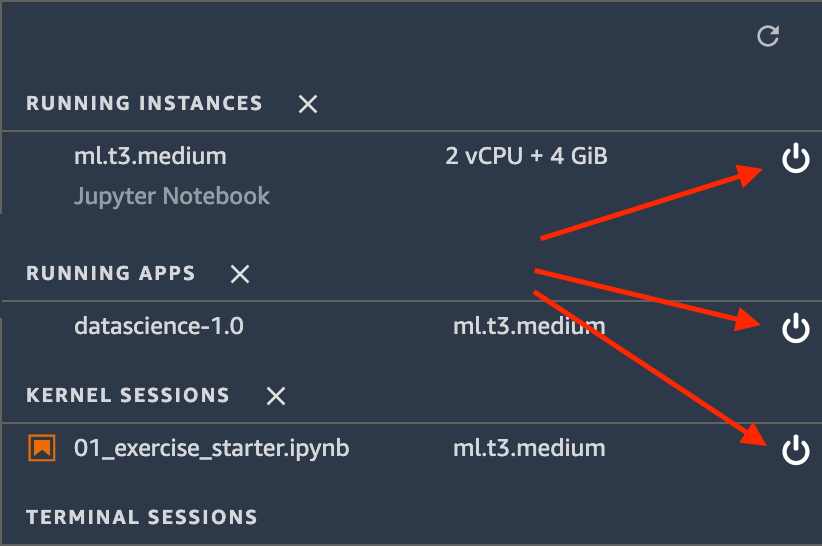 RUNNING INSTANCES
ml.t3.medium 2 vCPU + 4 GiB
Jupyter Notebook
RUNNING APPS
datascience-1.0 ml.t3.medium
KERNEL SESSIONS
01_exercise_starter.ipynb ml.t3.medium
TERMINAL SESSIONS